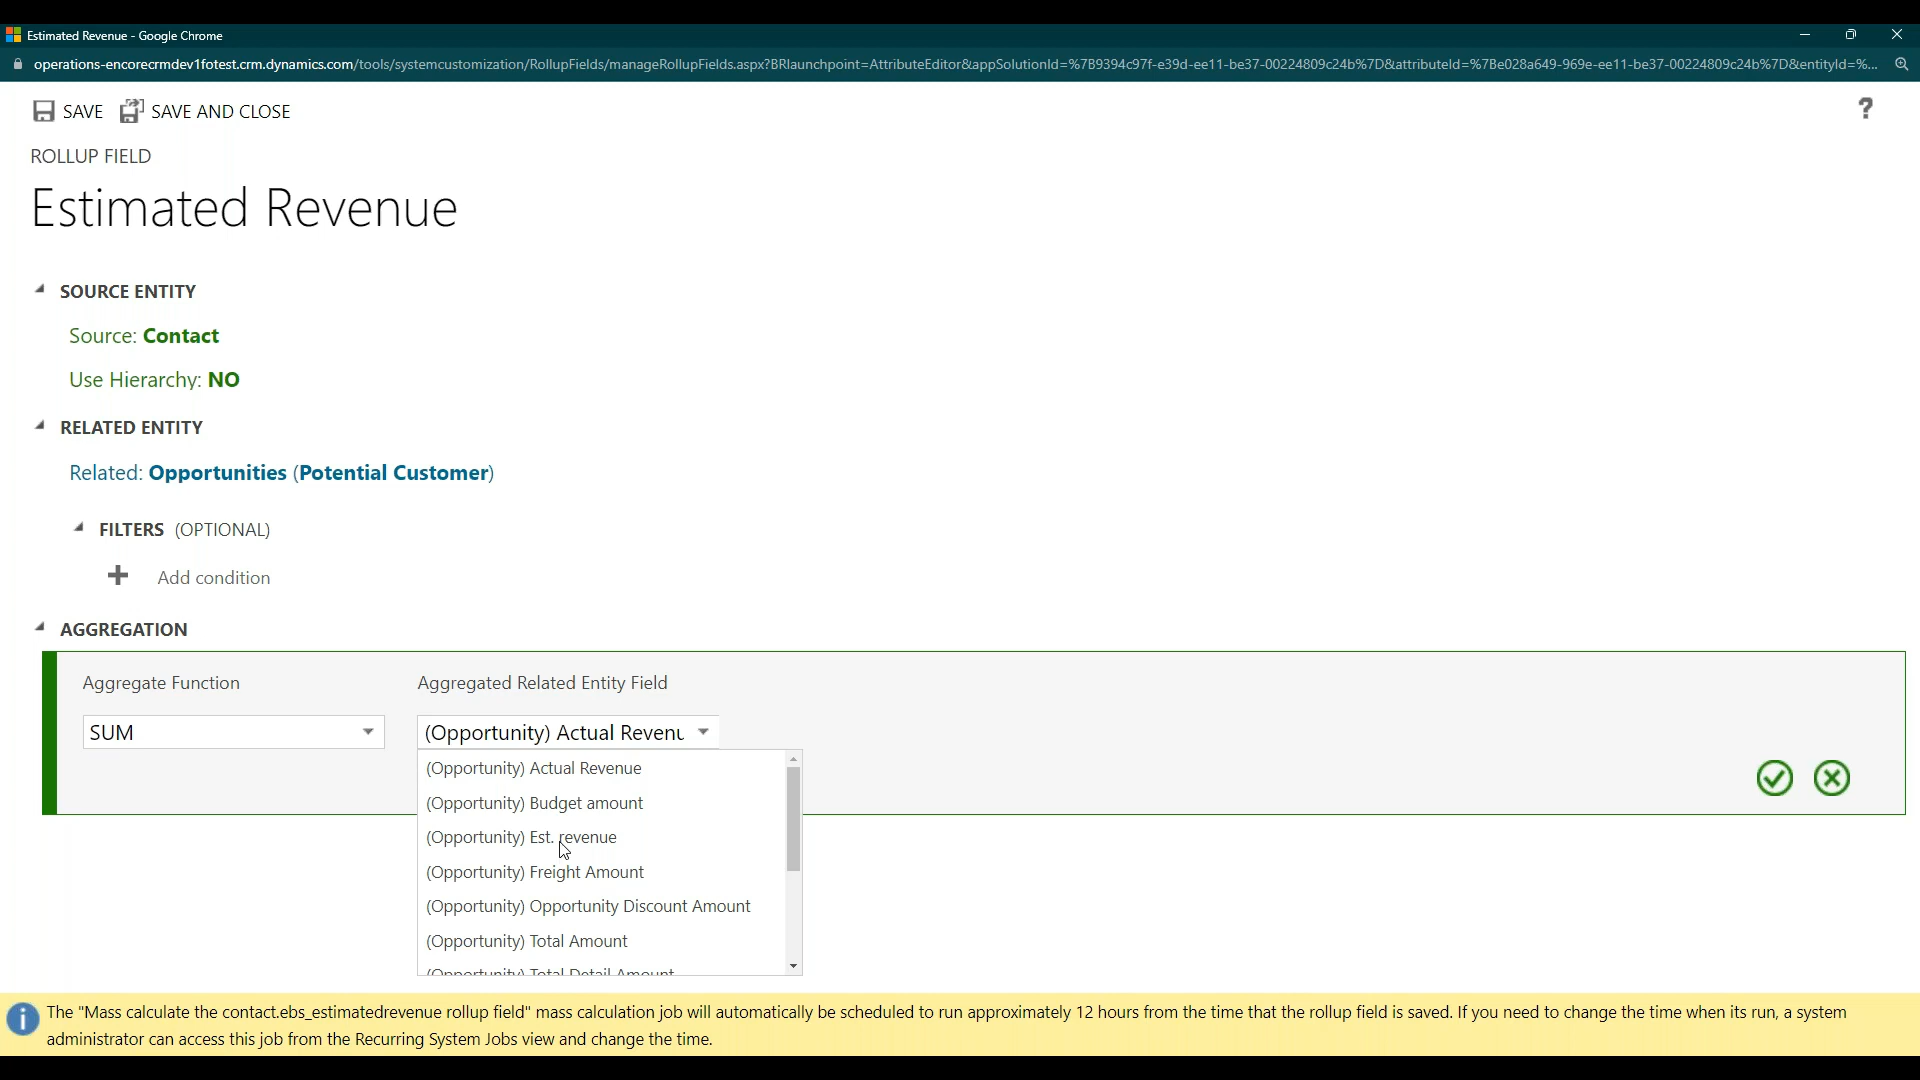 Estimated Revenue - Google Chrome
operations-encorecrmdev1fotest.crm.dynamics.com/tools/systemcustomization/RollupFields/manageRollupFields.aspx?BRlaunchpoint=AttributeEditor&appSolutionId=%7B9394c97f-e39d-ee11-be37-00224809c24b%7D&attributeId=%7Be028a649-969e-ee11-be37-00224809c24b%7D&entityId=%...
SAVE SAVE AND CLOSE ?
ROLLUP FIELD
Estimated Revenue
SOURCE ENTITY
Source: Contact
Use Hierarchy: NO
RELATED ENTITY
Related: Opportunities (Potential Customer)
FILTERS (OPTIONAL)
Add condition
AGGREGATION
Aggregate Function Aggregated Related Entity Field
SUM (Opportunity) Actual Revenu
(Opportunity) Actual Revenue
(Opportunity) Budget amount
(Opportunity) Est. revenue
(Opportunity) Freight Amount
(Opportunity) Opportunity Discount Amount
(Opportunity) Total Amount
(Opportunity) Total Detail Amount
The "Mass calculate the contact.ebs_estimatedrevenue rollup field" mass calculation job will automatically be scheduled to run approximately 12 hours from the time that the rollup field is saved. If you need to change the time when its run, a system
administrator can access this job from the Recurring System Jobs view and change the time.